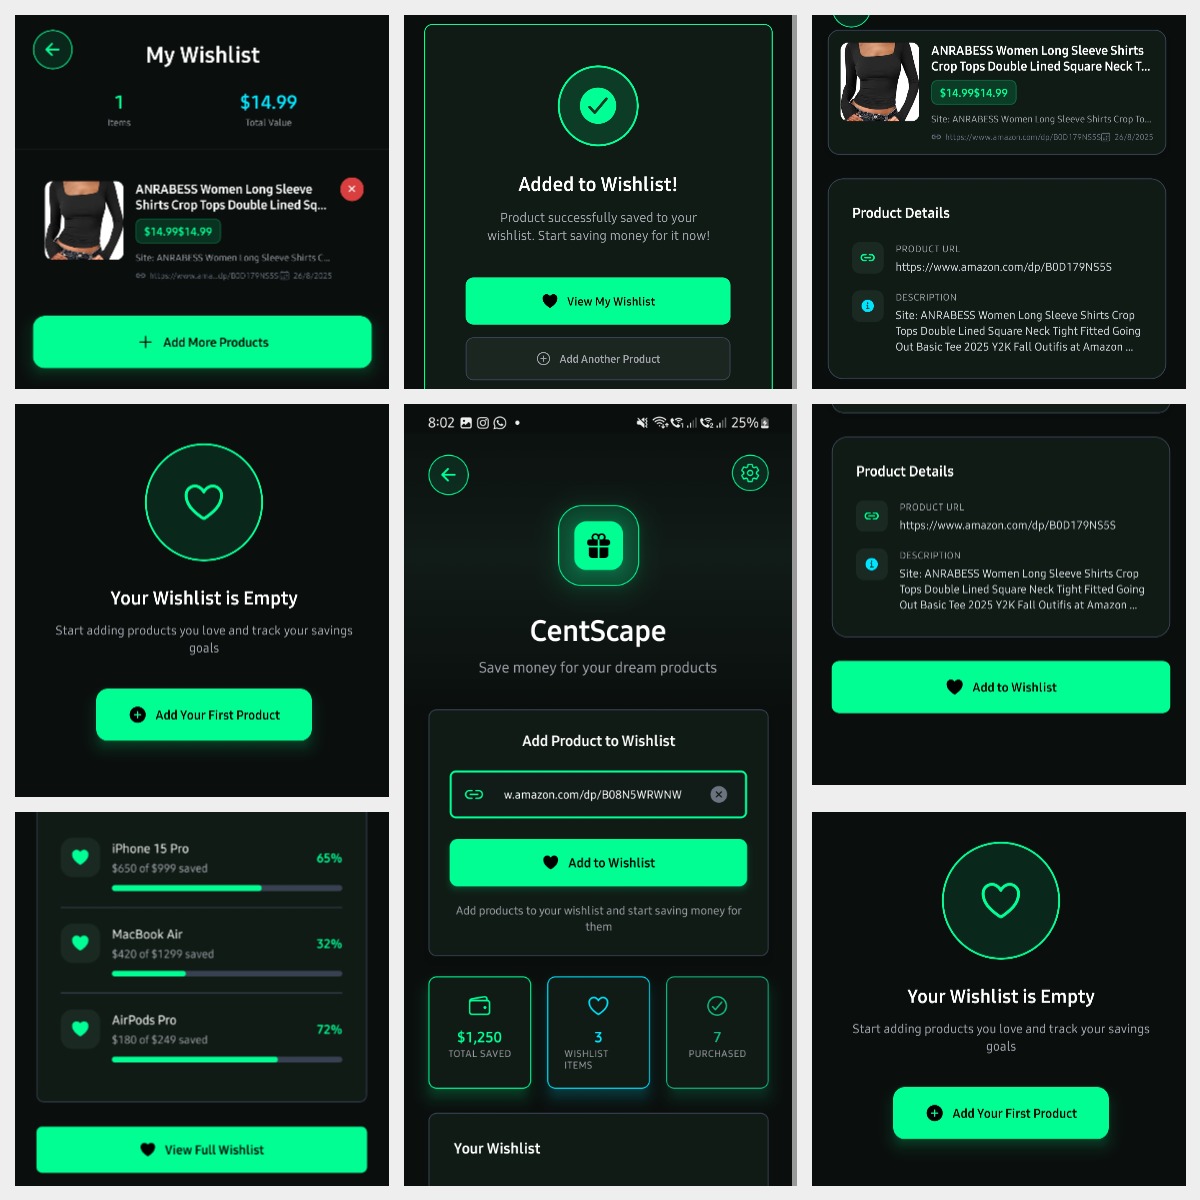 My Wishlist
1
Items
$14.99
Total Value
ANRABESS Women Long Sleeve
Shirts Crop Tops Double Lined Sq...
$14.99$14.99
Site: ANRABESS Women Long Sleeve Shirts C...
https://www.ama...dp/B0D179NS5S 26/8/2025
Add More Products
Added to Wishlist!
Product successfully saved to your
wishlist. Start saving money for it now!
View My Wishlist
Add Another Product
ANRABESS Women Long Sleeve Shirts
Crop Tops Double Lined Square Neck T...
$14.99$14.99
Site: ANRABESS Women Long Sleeve Shirts Crop To...
https://www.amazon.com/dp/B0D179NS5S 26/8/2025
Product Details
PRODUCT URL
https://www.amazon.com/dp/B0D179NS5S
DESCRIPTION
Site: ANRABESS Women Long Sleeve Shirts Crop
Tops Double Lined Square Neck Tight Fitted Going
Out Basic Tee 2025 Y2K Fall Outifis at Amazon ...
Your Wishlist is Empty
Start adding products you love and track your savings
goals
Add Your First Product
8:02
25%
CentScape
Save money for your dream products
Add Product to Wishlist
w.amazon.com/dp/B08N5WRWNW
Add to Wishlist
Add products to your wishlist and start saving money for
them
$1,250
TOTAL SAVED
3
WISHLIST
ITEMS
7
PURCHASED
Your Wishlist
Product Details
PRODUCT URL
https://www.amazon.com/dp/B0D179NS5S
DESCRIPTION
Site: ANRABESS Women Long Sleeve Shirts Crop
Tops Double Lined Square Neck Tight Fitted Going
Out Basic Tee 2025 Y2K Fall Outifis at Amazon ...
Add to Wishlist
iPhone 15 Pro
$650 of $999 saved
65%
MacBook Air
$420 of $1299 saved
32%
AirPods Pro
$180 of $249 saved
72%
View Full Wishlist
Your Wishlist is Empty
Start adding products you love and track your savings
goals
Add Your First Product